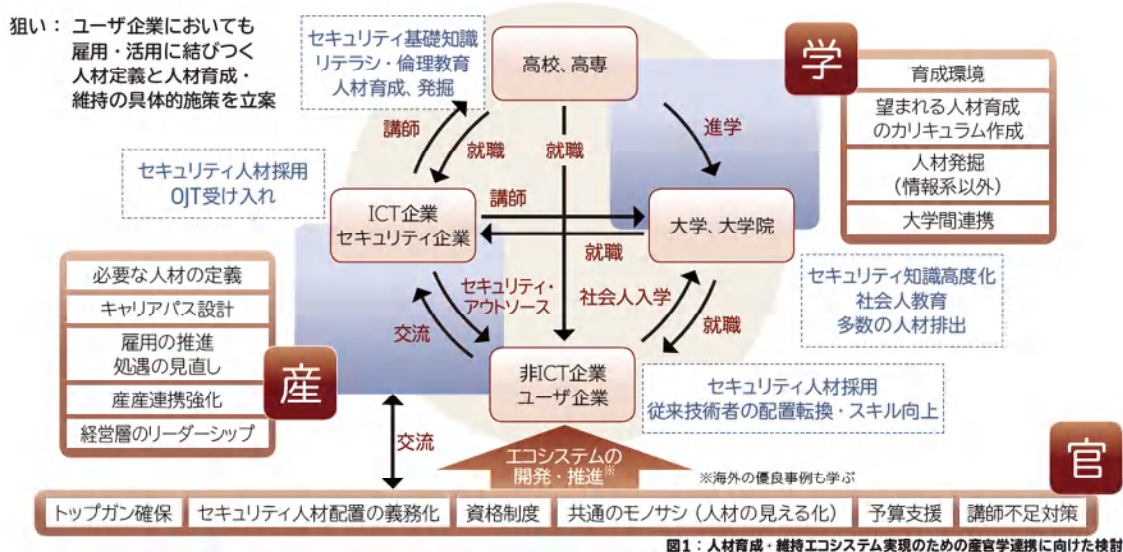 狙い： ユーザ企業においても
雇用・活用に結びつく
人材定義と人材育成・
維持の具体的施策を立案
セキュリティ基礎知識
リテラシ・倫理教育
人材育成、発掘
高校、高専
学
育成環境
望まれる人材育成
のカリキュラム作成
人材発掘
（情報系以外）
大学間連携
講師
就職
就職
進学
セキュリティ人材採用
OJT受け入れ
ICT企業
セキュリティ企業
講師
就職
大学、大学院
セキュリティ知識高度化
社会人教育
多数の人材排出
必要な人材の定義
キャリアパス設計
雇用の推進
処遇の見直し
産産連携強化
経営層のリーダーシップ
産
セキュリティ・
アウトソース
交流
社会人入学
就職
非ICT企業
ユーザ企業
セキュリティ人材採用
従来技術者の配置転換・スキル向上
交流
エコシステムの
開発・推進※
※海外の優良事例も学ぶ
官
トップガン確保
セキュリティ人材配置の義務化
資格制度
共通のモノサシ（人材の見える化）
予算支援
講師不足対策
図1：人材育成・維持エコシステム実現のための産官学連携に向けた検討